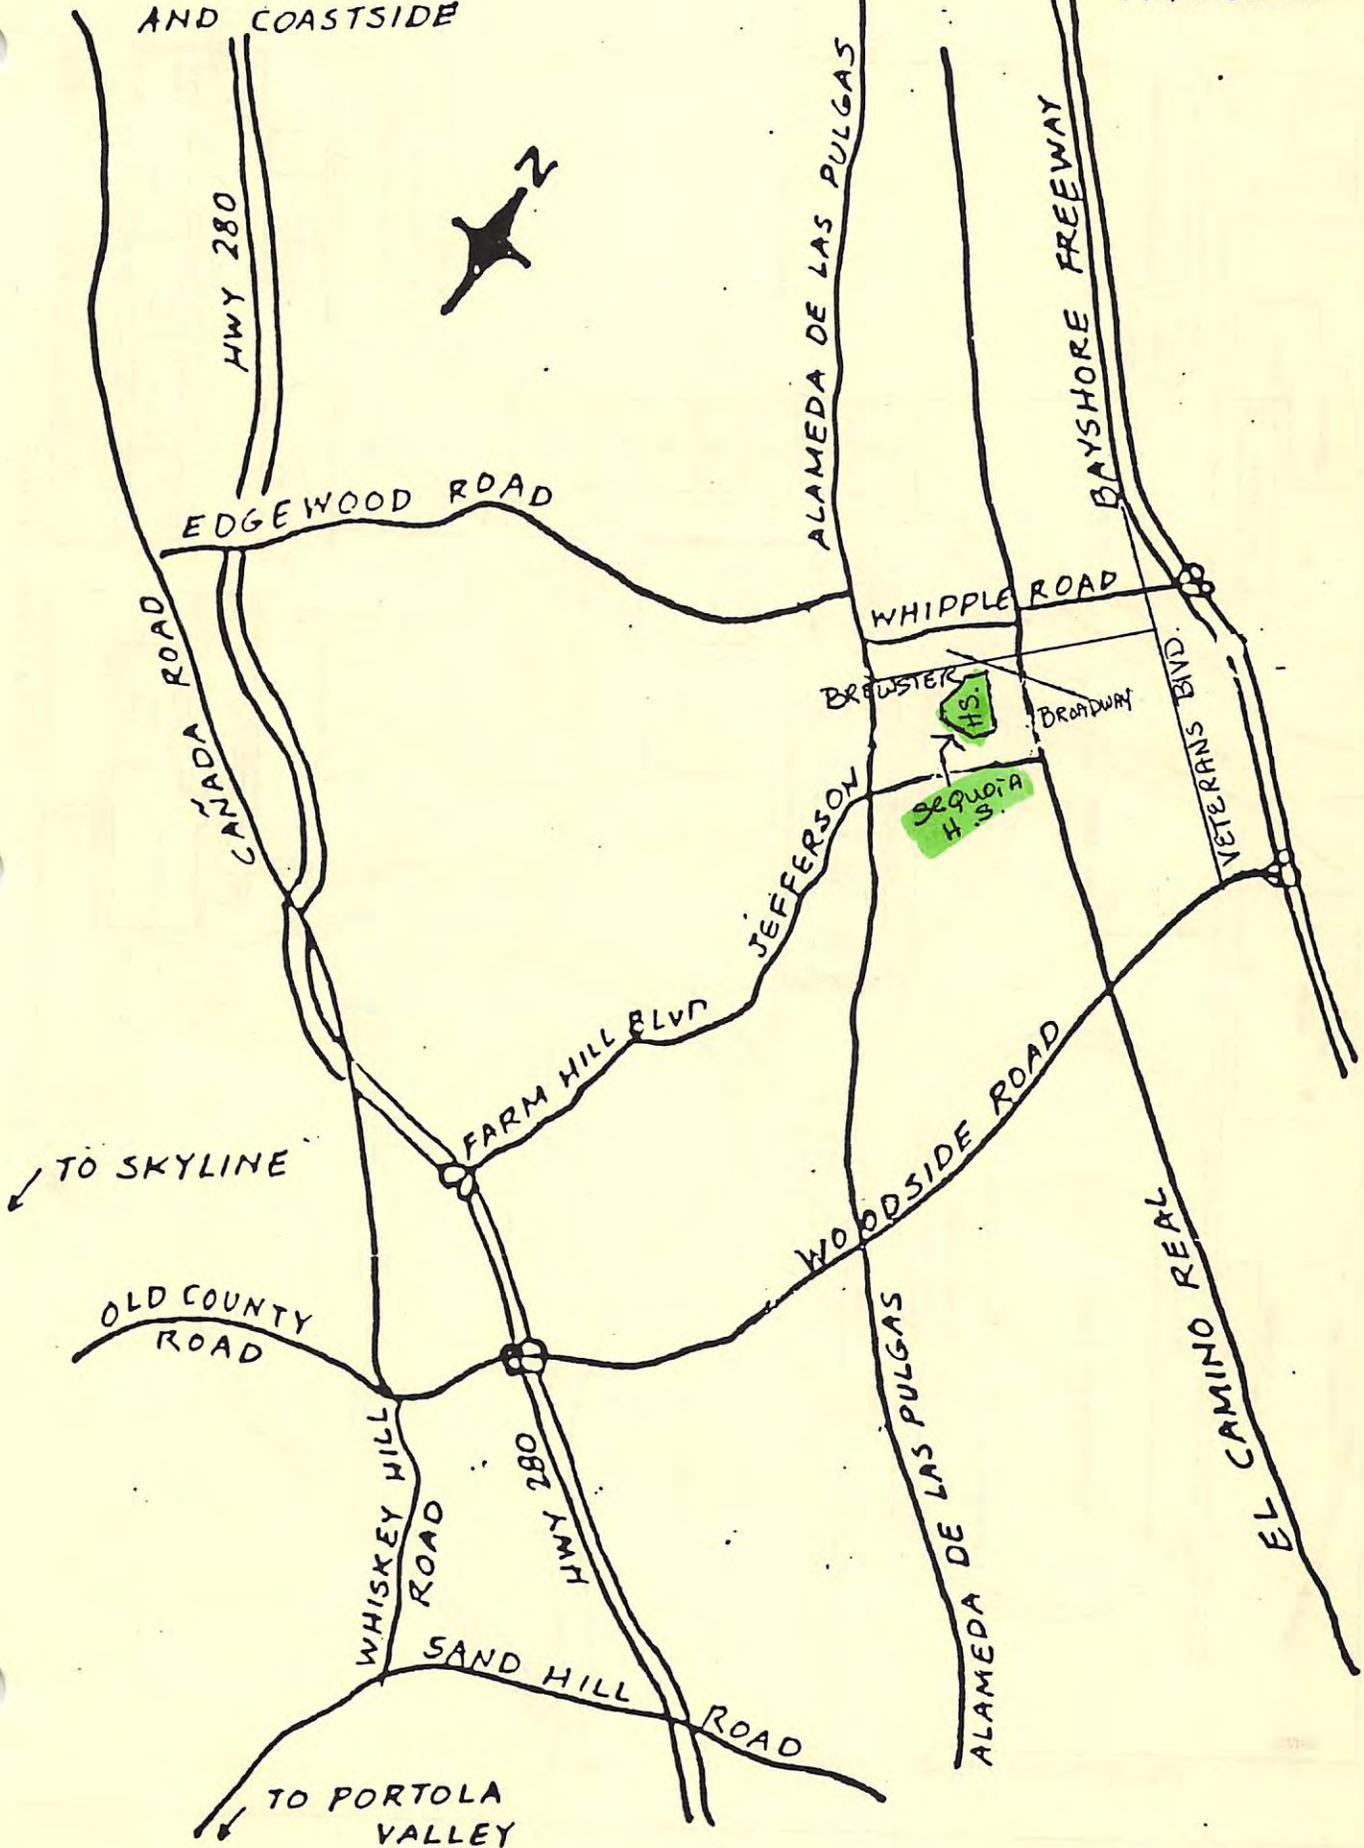 AND COASTSIDE
HWY 280
N
ALAMEDA DE LAS PULGAS
BAYSHORE FREEWAY
EDGEWOOD ROAD
WHIPPLE ROAD
CAÑADA ROAD
BREWSTER
H.S.
BROADWAY
VETERANS BLVD.
SEQUOIA
H.S.
JEFFERSON
FARM HILL BLVD
WOODSIDE ROAD
TO SKYLINE
OLD COUNTY
ROAD
EL CAMINO REAL
WHISKEY HILL
ROAD
HWY 280
ALAMEDA DE LAS PULGAS
SAND HILL ROAD
TO PORTOLA
VALLEY